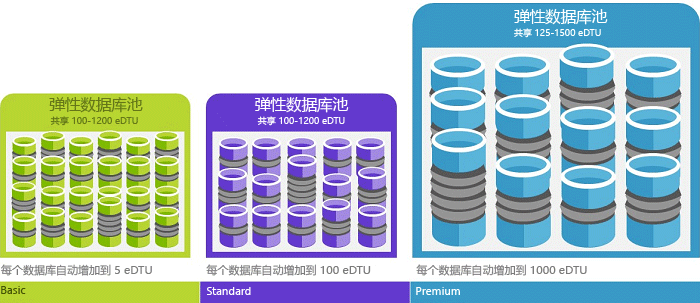 弹性数据库池
共享 125-1500 eDTU
弹性数据库池
共享 100-1200 eDTU
弹性数据库池
共享 100-1200 eDTU
每个数据库自动增加到 5 eDTU
每个数据库自动增加到 100 eDTU
每个数据库自动增加到 1000 eDTU
Basic
Standard
Premium